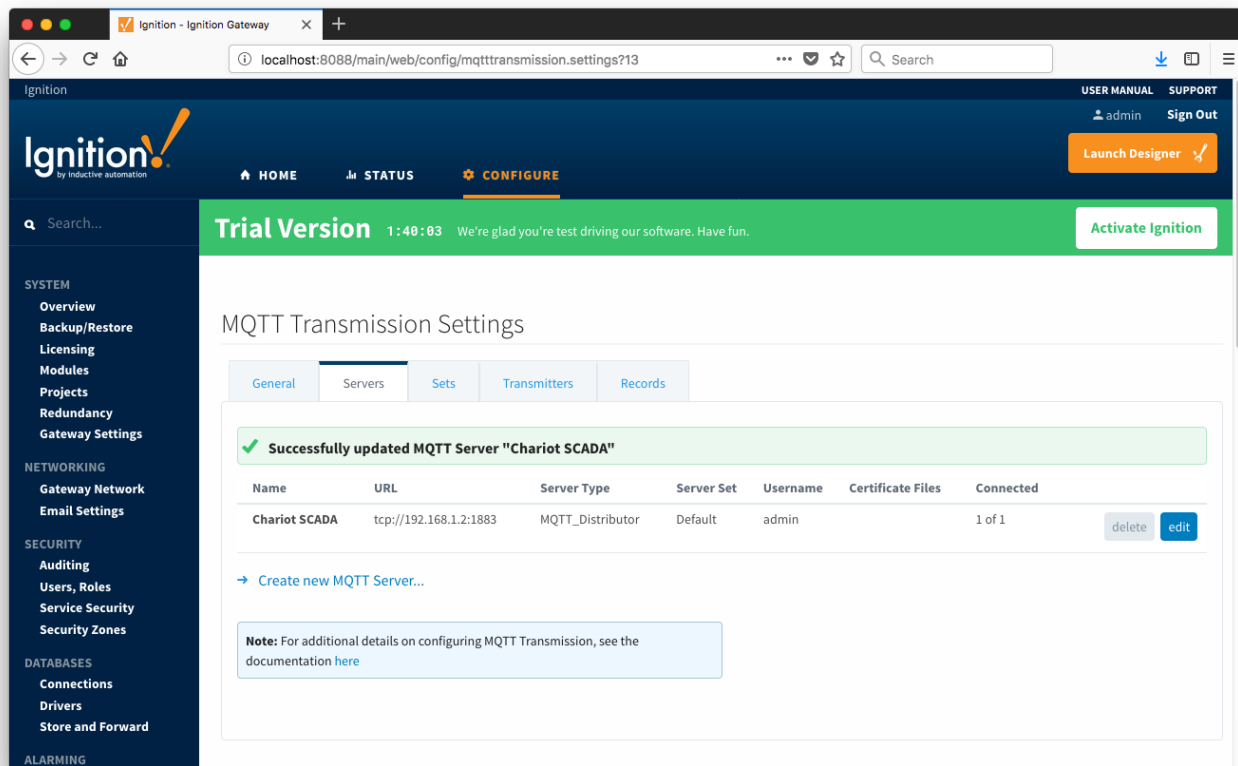 Ignition - Ignition Gateway
localhost:8088/main/web/config/mqtttransmission.settings?13
Search
Ignition
USER MANUAL SUPPORT
admin Sign Out
Ignition!
by inductive automation
Launch Designer
HOME STATUS CONFIGURE
Search...
Trial Version 1:40:03 We're glad you're test driving our software. Have fun.
Activate Ignition
SYSTEM
Overview
Backup/Restore
Licensing
Modules
Projects
Redundancy
Gateway Settings
NETWORKING
Gateway Network
Email Settings
SECURITY
Auditing
Users, Roles
Service Security
Security Zones
DATABASES
Connections
Drivers
Store and Forward
ALARMING
MQTT Transmission Settings
General Servers Sets Transmitters Records
Successfully updated MQTT Server "Chariot SCADA"
Name URL Server Type Server Set Username Certificate Files Connected
Chariot SCADA tcp://192.168.1.2:1883 MQTT_Distributor Default admin 1 of 1 delete edit
Create new MQTT Server...
Note: For additional details on configuring MQTT Transmission, see the
documentation here